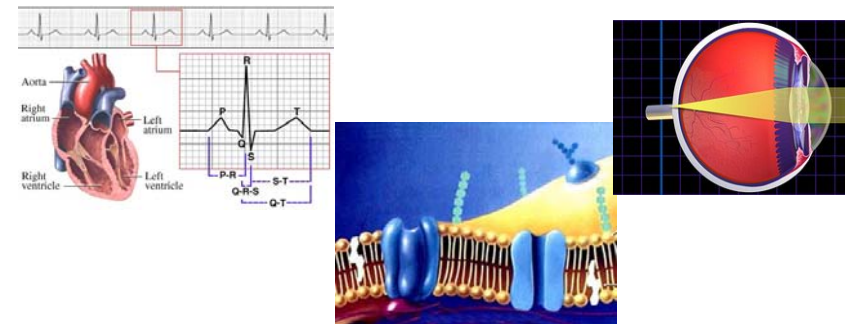 Aorta
Right
atrium
Left
atrium
Right
ventricle
Left
ventricle
R
P
T
Q
S
P-R
S-T
Q-R-S
Q-T